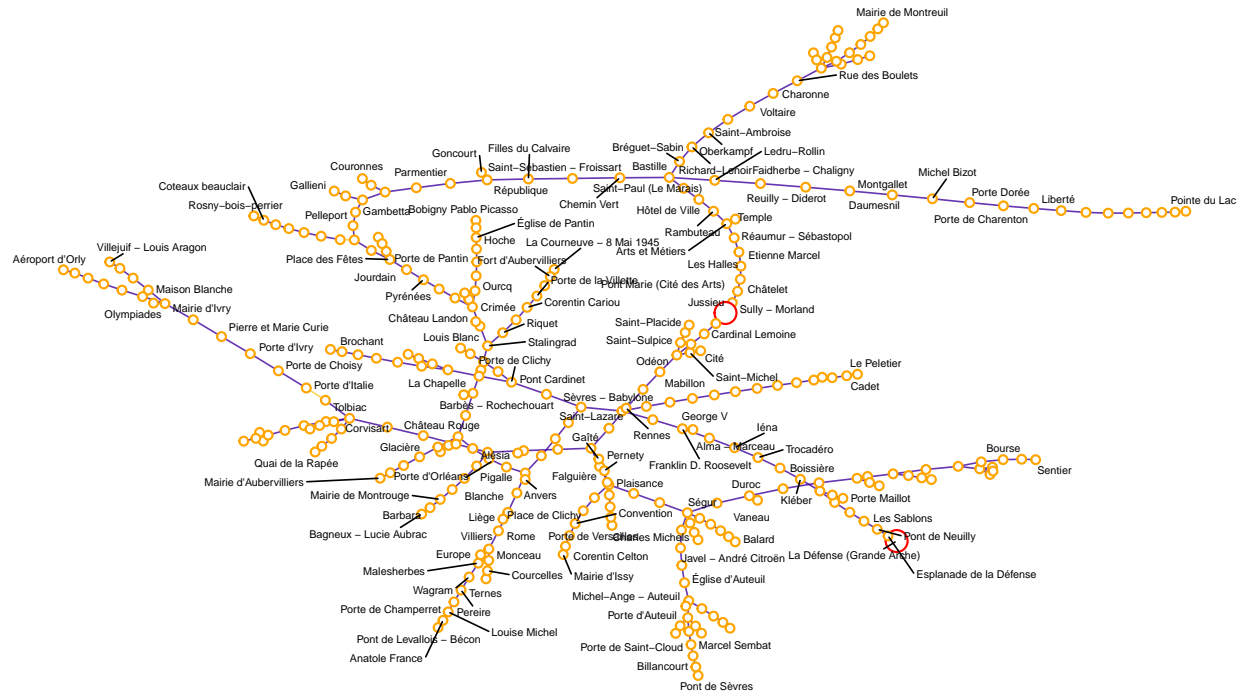 Mairie de Montreuil
Rue des Boulets
Charonne
Voltaire
Saint−Ambroise
Filles du Calvaire
Bréguet−Sabin
Oberkampf
Ledru−Rollin
Goncourt
Couronnes
Saint−Sébastien − Froissart
Bastille
Richard−Lenoir
Faidherbe − Chaligny
Parmentier
Michel Bizot
Coteaux beauclair
Gallieni
République
Saint−Paul (Le Marais)
Montgallet
Porte Dorée
Rosny−bois−perrier
Chemin Vert
Reuilly − Diderot
Daumesnil
Liberté
Pointe du Lac
Pelleport
Gambetta
Bobigny Pablo Picasso
Hôtel de Ville
Temple
Porte de Charenton
Église de Pantin
Rambuteau
Réaumur − Sébastopol
Villejuif − Louis Aragon
Hoche
La Courneuve − 8 Mai 1945
Arts et Métiers
Etienne Marcel
Aéroport d'Orly
Place des Fêtes
Porte de Pantin
Fort d'Aubervilliers
Les Halles
Jourdain
Porte de la Villette
Pont Marie (Cité des Arts)
Maison Blanche
Pyrénées
Ourcq
Châtelet
Olympiades
Mairie d'Ivry
Crimée
Corentin Cariou
Jussieu
Sully − Morland
Pierre et Marie Curie
Château Landon
Riquet
Saint−Placide
Cardinal Lemoine
Brochant
Louis Blanc
Stalingrad
Saint−Sulpice
Porte d'Ivry
Porte de Clichy
Odéon
Cité
Saint−Michel
Le Peletier
Porte de Choisy
La Chapelle
Pont Cardinet
Mabillon
Cadet
Porte d'Italie
Barbès − Rochechouart
Sèvres − Babylone
Tolbiac
Château Rouge
Saint−Lazare
Rennes
George V
Iéna
Corvisart
Glacière
Gaîté
Alma − Marceau
Trocadéro
Quai de la Rapée
Alésia
Pernety
Franklin D. Roosevelt
Boissière
Bourse
Mairie d'Aubervilliers
Porte d'Orléans
Pigalle
Falguière
Plaisance
Duroc
Kléber
Sentier
Mairie de Montrouge
Blanche
Anvers
Ségur
Porte Maillot
Barbara
Liège
Place de Clichy
Convention
Vaneau
Les Sablons
Bagneux − Lucie Aubrac
Villiers
Rome
Porte de Versailles
Charles Michels
Balard
Pont de Neuilly
Europe
Monceau
Corentin Celton
Javel − André Citroën
La Défense (Grande Arche)
Malesherbes
Courcelles
Mairie d'Issy
Église d'Auteuil
Esplanade de la Défense
Wagram
Ternes
Michel−Ange − Auteuil
Porte de Champerret
Pereire
Porte d'Auteuil
Pont de Levallois − Bécon
Louise Michel
Porte de Saint−Cloud
Marcel Sembat
Anatole France
Billancourt
Pont de Sèvres